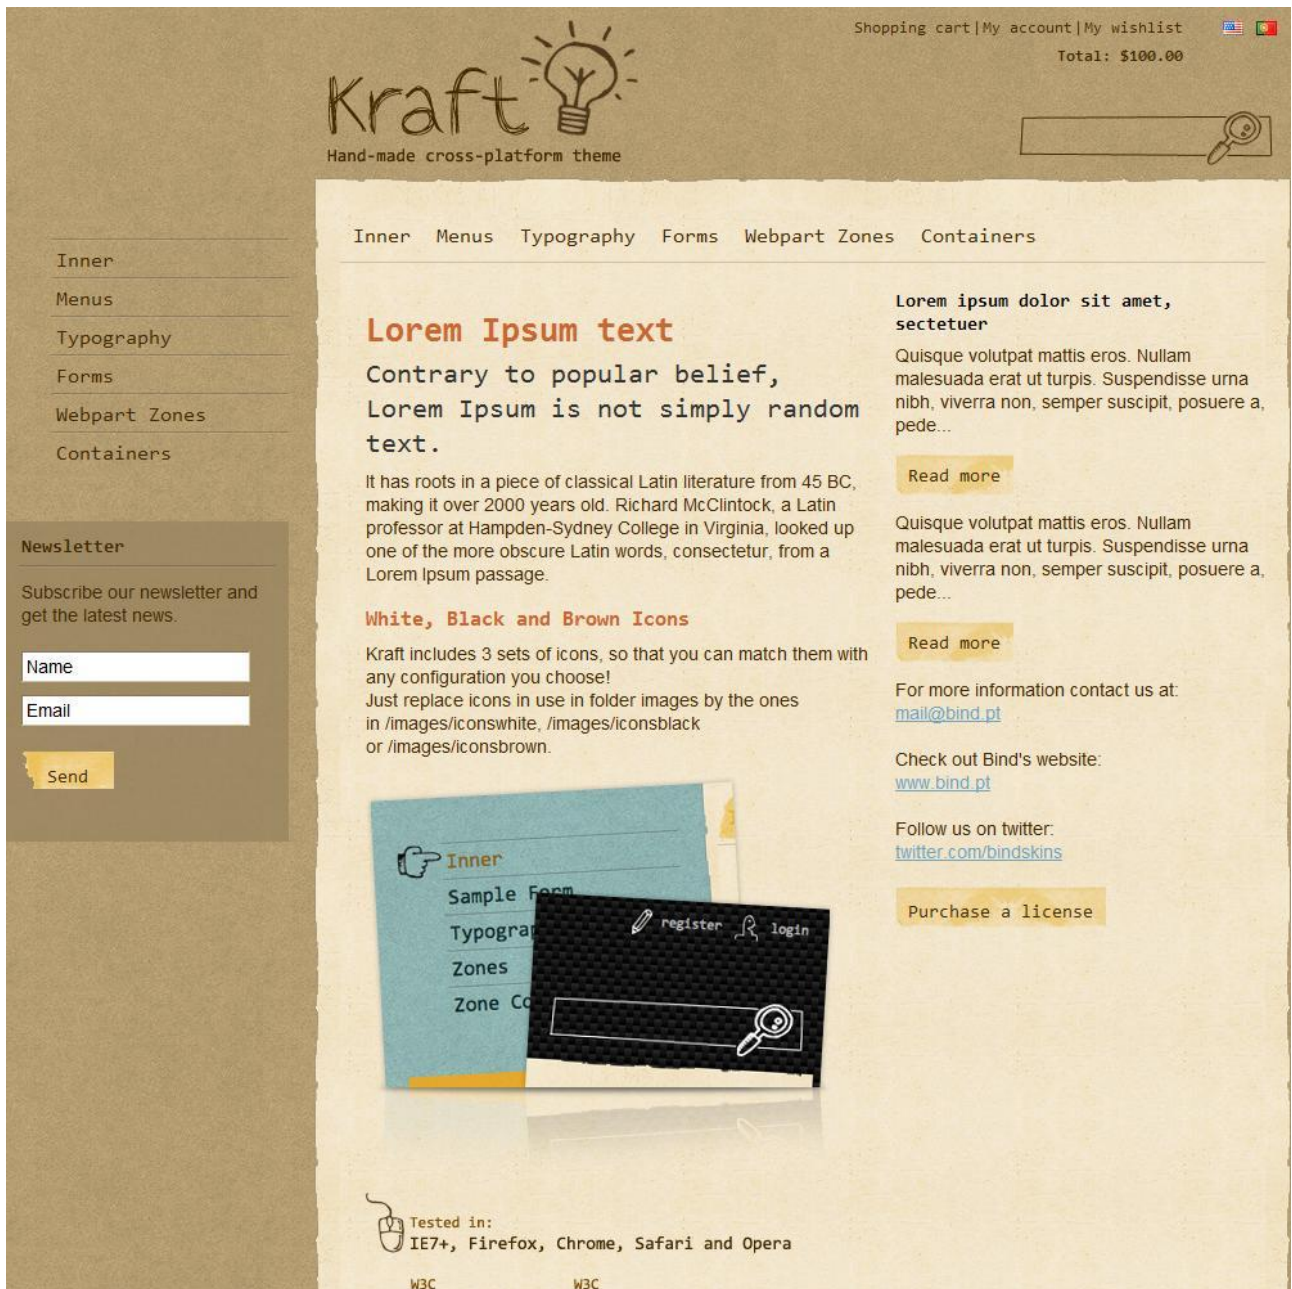 Shopping cart|My account|My wishlist
Total: $100.00
Kraft
Hand-made cross-platform theme
Inner
Menus
Typography
Forms
Webpart Zones
Containers
Newsletter
Subscribe our newsletter and
get the latest news.
Name
Email
Send
Inner Menus Typography Forms Webpart Zones Containers
Lorem Ipsum text
Contrary to popular belief,
Lorem Ipsum is not simply random
text.
It has roots in a piece of classical Latin literature from 45 BC,
making it over 2000 years old. Richard McClintock, a Latin
professor at Hampden-Sydney College in Virginia, looked up
one of the more obscure Latin words, consectetur, from a
Lorem Ipsum passage.
White, Black and Brown Icons
Kraft includes 3 sets of icons, so that you can match them with
any configuration you choose!
Just replace icons in use in folder images by the ones
in /images/iconswhite, /images/iconsblack
or /images/iconsbrown.
Inner
Sample Form
Typograp
Zones
Zone Co
register login
Tested in:
IE7+, Firefox, Chrome, Safari and Opera
W3C W3C
Lorem ipsum dolor sit amet,
sectetuer
Quisque volutpat mattis eros. Nullam
malesuada erat ut turpis. Suspendisse urna
nibh, viverra non, semper suscipit, posuere a,
pede...
Read more
Quisque volutpat mattis eros. Nullam
malesuada erat ut turpis. Suspendisse urna
nibh, viverra non, semper suscipit, posuere a,
pede...
Read more
For more information contact us at:
mail@bind.pt
Check out Bind's website:
www.bind.pt
Follow us on twitter:
twitter.com/bindskins
Purchase a license